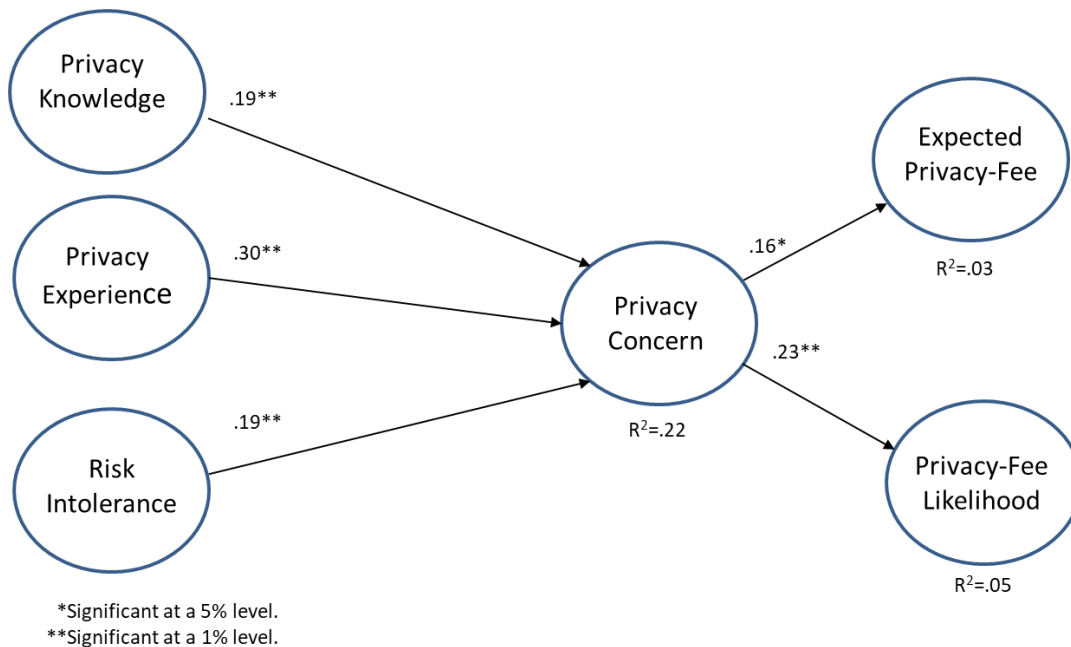 Privacy
Knowledge
.19**
Privacy
Experience
.30**
Risk
Intolerance
.19**
Privacy
Concern
R²=.22
.16*
Expected
Privacy-Fee
R²=.03
.23**
Privacy-Fee
Likelihood
R²=.05
*Significant at a 5% level.
**Significant at a 1% level.